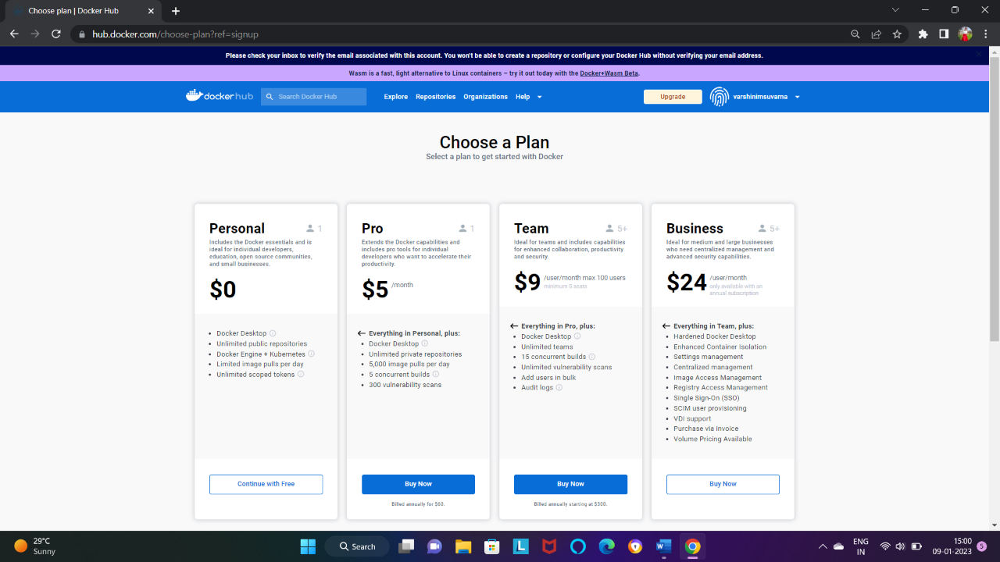 Choose plan | Docker Hub
hub.docker.com/choose-plan?ref=signup
Please check your inbox to verify the email associated with this account. You won't be able to create a repository or configure your Docker Hub without verifying your email address.
Wasm is a fast, light alternative to Linux containers – try it out today with the Docker+Wasm Beta.
docker hub
Search Docker Hub
Explore Repositories Organizations Help
Upgrade
varshinimsuvarna
Choose a Plan
Select a plan to get started with Docker
Personal
1
Includes the Docker essentials and is
ideal for individual developers,
education, open source communities,
and small businesses.
$0
• Docker Desktop
• Unlimited public repositories
• Docker Engine + Kubernetes
• Limited image pulls per day
• Unlimited scoped tokens
Continue with Free
Pro
1
Extends the Docker capabilities and
includes pro tools for individual
developers who want to accelerate their
productivity.
$5 /month
Everything in Personal, plus:
• Docker Desktop
• Unlimited private repositories
• 5,000 image pulls per day
• 5 concurrent builds
• 300 vulnerability scans
Buy Now
Billed annually for $60.
Team
5+
Ideal for teams and includes capabilities
for enhanced collaboration, productivity
and security.
$9 /user/month max 100 users
minimum 5 seats
Everything in Pro, plus:
• Docker Desktop
• Unlimited teams
• 15 concurrent builds
• Unlimited vulnerability scans
• Add users in bulk
• Audit logs
Buy Now
Billed annually starting at $300.
Business
5+
Ideal for medium and large businesses
who need centralized management and
advanced security capabilities.
$24 /user/month
only available with an
annual subscription
Everything in Team, plus:
• Hardened Docker Desktop
• Enhanced Container Isolation
• Settings management
• Centralized management
• Image Access Management
• Registry Access Management
• Single Sign-On (SSO)
• SCIM user provisioning
• VDI support
• Purchase via invoice
• Volume Pricing Available
Buy Now
29°C
Sunny
Search
L
W
ENG
IN
15:00
09-01-2023
5